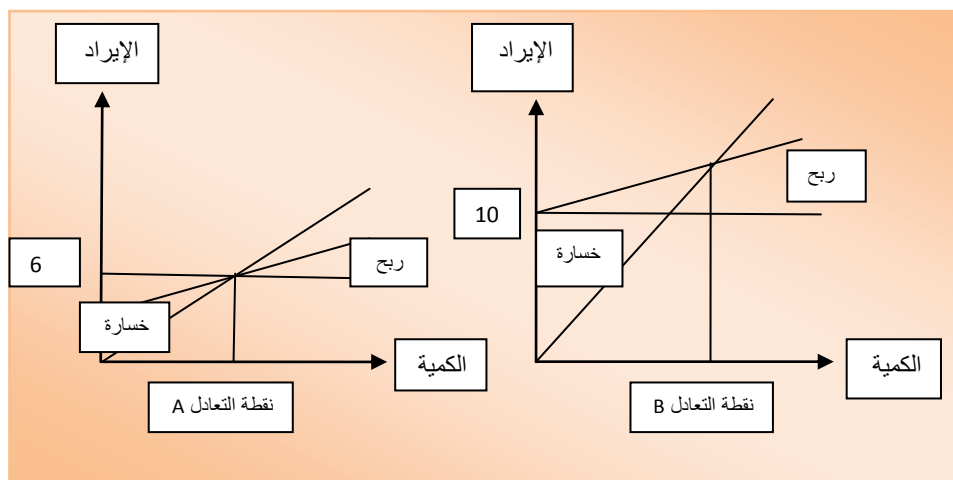 الإيراد
الإيراد
ربح
10
6
ربح
خسارة
خسارة
الكمية
الكمية
نقطة التعادل B
نقطة التعادل A